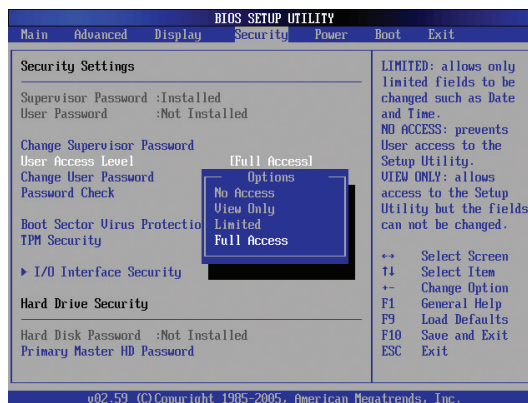 BIOS SETUP UTILITY
Main Advanced Display Security Power Boot Exit
Security Settings
Supervisor Password :Installed
User Password :Not Installed
Change Supervisor Password
User Access Level [Full Access]
Change User Password
Password Check
Boot Sector Virus Protectio
TPM Security
I/O Interface Security
Hard Drive Security
Hard Disk Password :Not Installed
Primary Master HD Password
Options
No Access
View Only
Limited
Full Access
LIMITED: allows only
limited fields to be
changed such as Date
and Time.
NO ACCESS: prevents
User access to the
Setup Utility.
VIEW ONLY: allows
access to the Setup
Utility but the fields
can not be changed.
↔ Select Screen
↑↓ Select Item
+- Change Option
F1 General Help
F9 Load Defaults
F10 Save and Exit
ESC Exit
v02.59 (C)Copyright 1985-2005, American Megatrends, Inc.